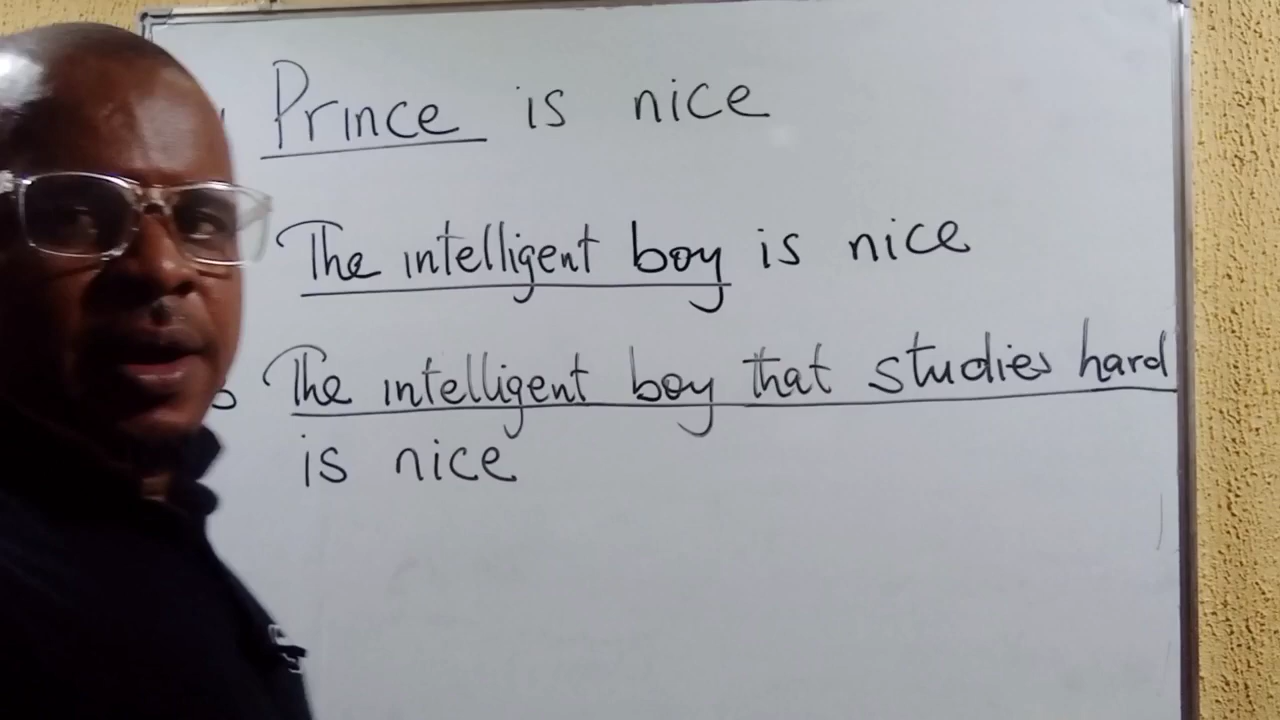 Prince is nice
The intelligent boy is nice
The intelligent boy that studies hard
is nice